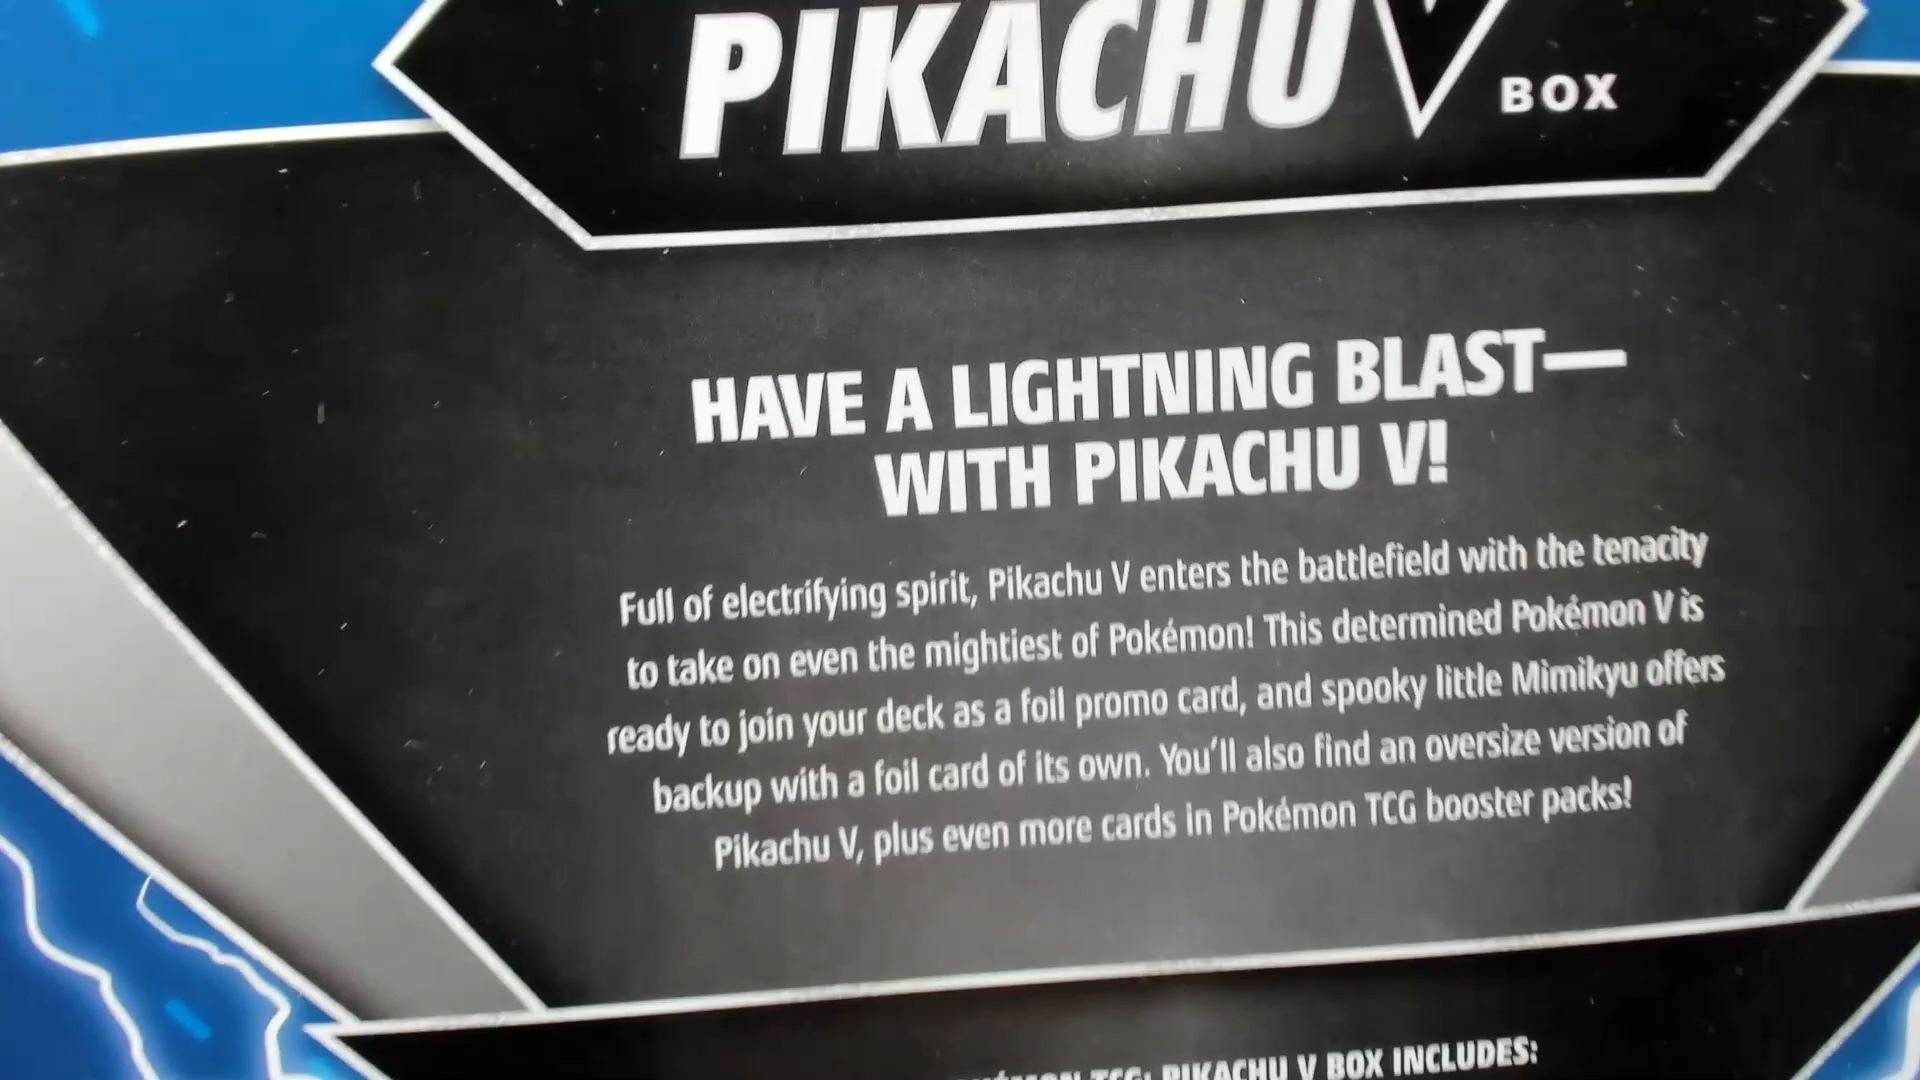 PIKACHU V BOX
HAVE A LIGHTNING BLAST—
WITH PIKACHU V!
Full of electrifying spirit, Pikachu V enters the battlefield with the tenacity
to take on even the mightiest of Pokémon! This determined Pokémon V is
ready to join your deck as a foil promo card, and spooky little Mimikyu offers
backup with a foil card of its own. You'll also find an oversize version of
Pikachu V, plus even more cards in Pokémon TCG booster packs!
TCG: PIKACHU V BOX INCLUDES: